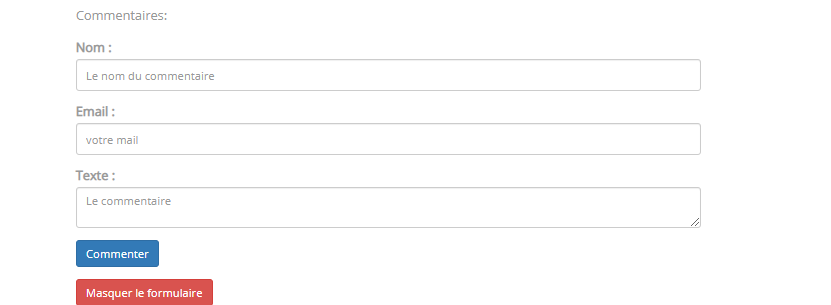 Commentaires:
Nom :
Le nom du commentaire
Email :
votre mail
Texte :
Le commentaire
Commenter
Masquer le formulaire